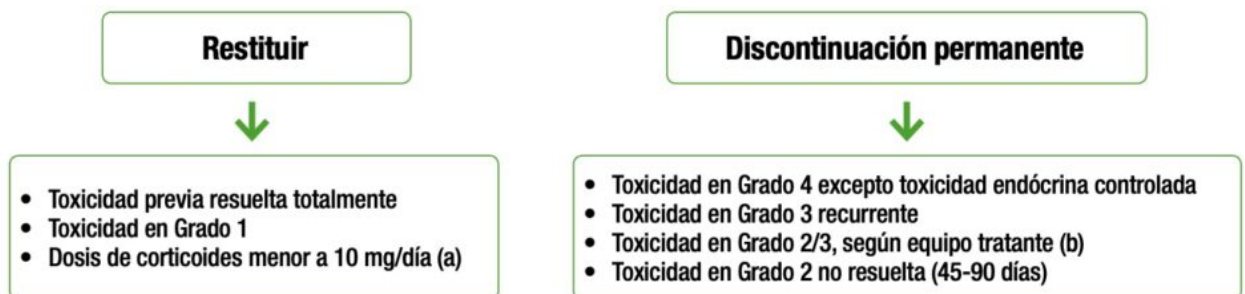 Restituir
Toxicidad previa resuelta totalmente
Toxicidad en Grado 1
Dosis de corticoides menor a 10 mg/día (a)
Discontinuación permanente
Toxicidad en Grado 4 excepto toxicidad endócrina controlada
Toxicidad en Grado 3 recurrente
Toxicidad en Grado 2/3, según equipo tratante (b)
Toxicidad en Grado 2 no resuelta (45-90 días)